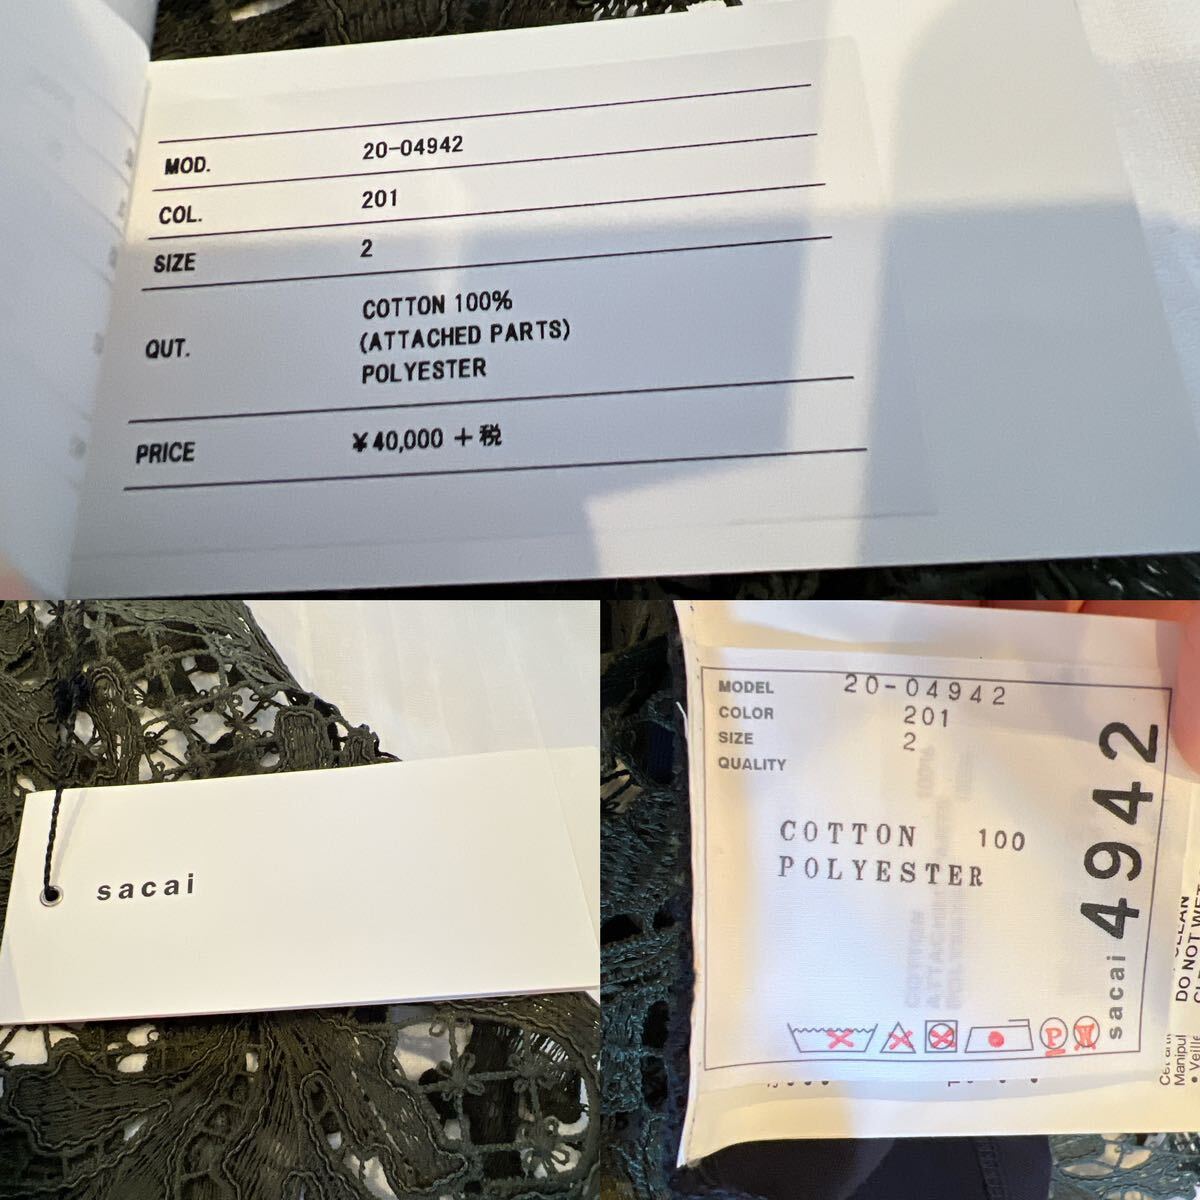 MOD. 20-04942
COL. 201
SIZE 2
QUT. COTTON 100%
(ATTACHED PARTS)
POLYESTER
PRICE ¥40,000 +税
sacai
MODEL 20-04942
COLOR 201
SIZE 2
QUALITY
COTTON 100
POLYESTER
P
W
sacai 4942
DO NOT WET
Manipul